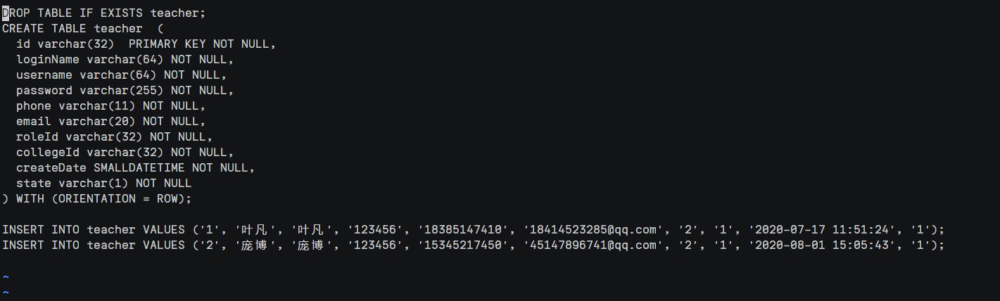 DROP TABLE IF EXISTS teacher;
CREATE TABLE teacher  (
  id varchar(32)  PRIMARY KEY NOT NULL,
  loginName varchar(64) NOT NULL,
  username varchar(64) NOT NULL,
  password varchar(255) NOT NULL,
  phone varchar(11) NOT NULL,
  email varchar(20) NOT NULL,
  roleId varchar(32) NOT NULL,
  collegeId varchar(32) NOT NULL,
  createDate SMALLDATETIME NOT NULL,
  state varchar(1) NOT NULL
) WITH (ORIENTATION = ROW);

INSERT INTO teacher VALUES ('1', '叶凡', '叶凡', '123456', '18385147410', '18414523285@qq.com', '2', '1', '2020-07-17 11:51:24', '1');
INSERT INTO teacher VALUES ('2', '庞博', '庞博', '123456', '15345217450', '45147896741@qq.com', '2', '1', '2020-08-01 15:05:43', '1');

~
~